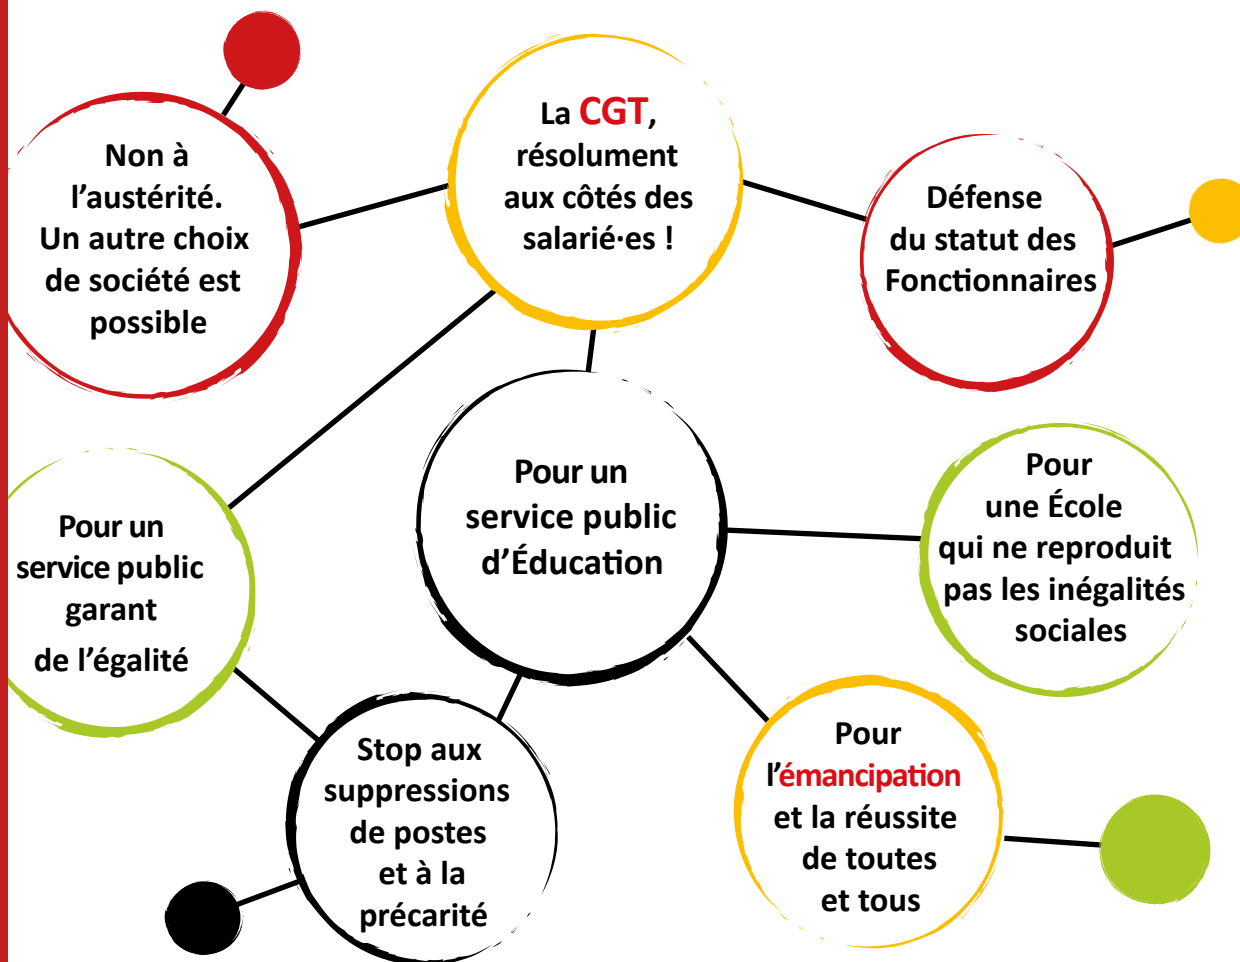 Non à
l'austérité.
Un autre choix
de société est
possible
La CGT,
résolument
aux côtés des
salarié·es !
Défense
du statut des
Fonctionnaires
Pour un
service public
garant
de l'égalité
Pour un
service public
d'Éducation
Pour
une École
qui ne reproduit
pas les inégalités
sociales
Stop aux
suppressions
de postes
et à la
précarité
Pour
l'émancipation
et la réussite
de toutes
et tous